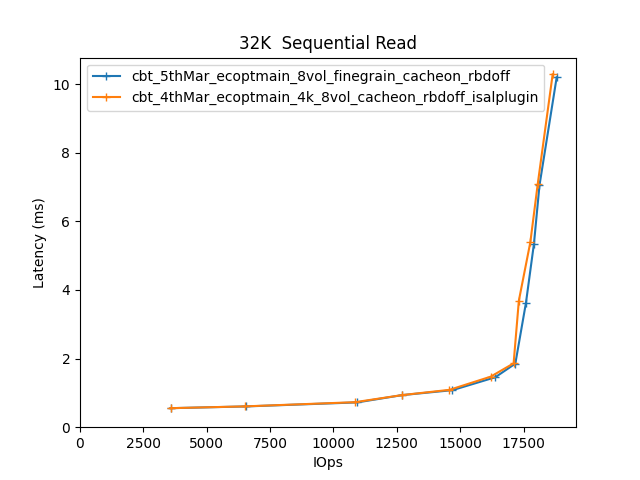 32K  Sequential Read
cbt_5thMar_ecoptmain_8vol_finegrain_cacheon_rbdoff
cbt_4thMar_ecoptmain_4k_8vol_cacheon_rbdoff_isalplugin
10
8
6
4
2
0
Latency (ms)
0 2500 5000 7500 10000 12500 15000 17500
IOps